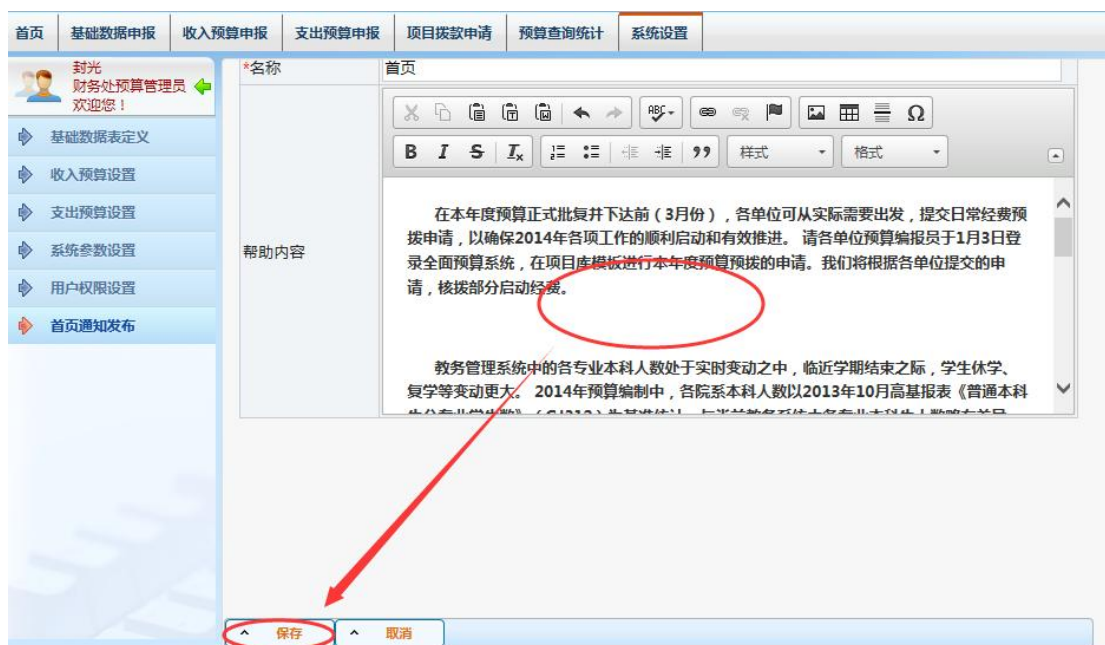 首页 基础数据申报 收入预算申报 支出预算申报 项目拨款申请 预算查询统计 系统设置
封光
财务处预算管理员
欢迎您！
基础数据表定义
收入预算设置
支出预算设置
系统参数设置
用户权限设置
首页通知发布
*名称 首页
帮助内容
ABC
B I S Ix
样式 格式
在本年度预算正式批复并下达前（3月份），各单位可从实际需要出发，提交日常经费预
拨申请，以确保2014年各项工作的顺利启动和有效推进。 请各单位预算编报员于1月3日登
录全面预算系统，在项目库模板进行本年度预算预拨的申请。我们将根据各单位提交的申
请，核拨部分启动经费。
教务管理系统中的各专业本科人数处于实时变动之中，临近学期结束之际，学生休学、
复学等变动更大。 2014年预算编制中，各院系本科人数以2013年10月高基报表《普通本科
保存 取消